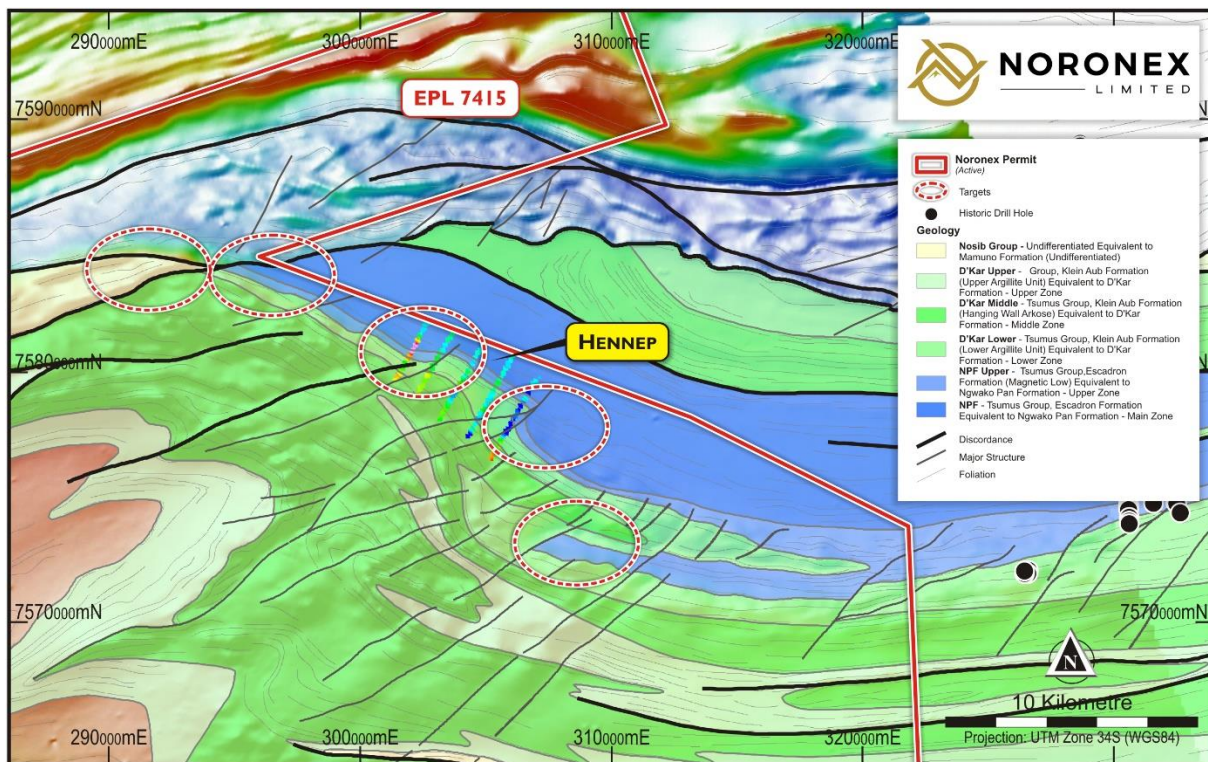 290000mE
300000mE
310000mE
320000mE
NORONEX
LIMITED
EPL 7415
7590000mN
Noronex Permit
(Active)
Targets
Historic Drill Hole
Geology
Nosib Group - Undifferentiated Equivalent to
Mamuno Formation (Undifferentiated)
D'Kar Upper - Group, Klein Aub Formation
(Upper Argillite Unit) Equivalent to D'Kar
Formation - Upper Zone
D'Kar Middle - Tsumus Group, Klein Aub Formation
(Hanging Wall Arkose) Equivalent to D'Kar
Formation - Middle Zone
D'Kar Lower - Tsumus Group, Klein Aub Formation
(Lower Argillite Unit) Equivalent to D'Kar
Formation - Lower Zone
NPF Upper - Tsumus Group,Escadron
Formation (Magnetic Low) Equivalent to
Ngwako Pan Formation - Upper Zone
NPF - Tsumus Group, Escadron Formation
Equivalent to Ngwako Pan Formation - Main Zone
Discordance
Major Structure
Foliation
HENNEP
7580000mN
7570000mN
7570000mN
N
10 Kilometre
Projection: UTM Zone 34S (WGS84)
290000mE
300000mE
310000mE
320000mE